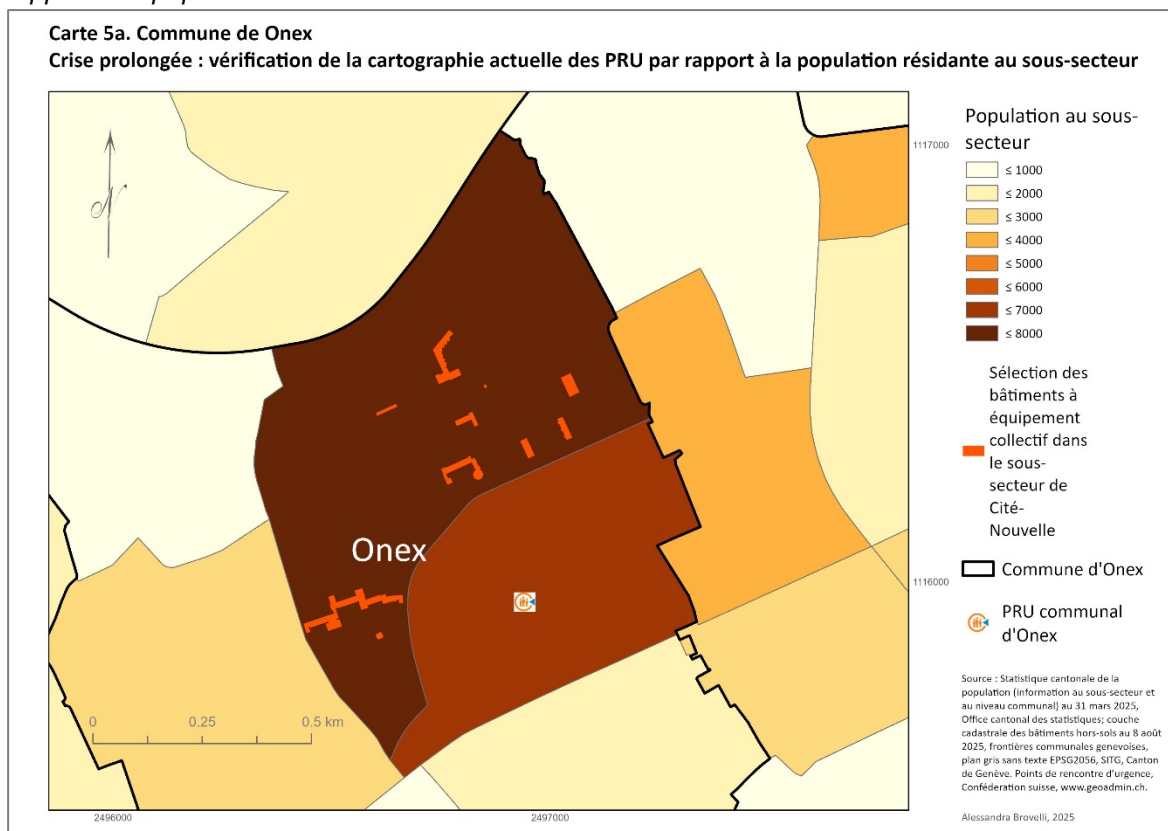 Carte 5a. Commune de Onex
Crise prolongée : vérification de la cartographie actuelle des PRU par rapport à la population résidante au sous-secteur
N
Population au sous-
secteur
≤ 1000
≤ 2000
≤ 3000
≤ 4000
≤ 5000
≤ 6000
≤ 7000
≤ 8000
Sélection des
bâtiments à
équipement
collectif dans
le sous-
secteur de
Cité-
Nouvelle
Commune d'Onex
PRU communal
d'Onex
1117000
1116000
Onex
0 0.25 0.5 km
2496000 2497000
Source : Statistique cantonale de la
population (information au sous-secteur et
au niveau communal) au 31 mars 2025,
Office cantonal des statistiques; couche
cadastrale des bâtiments hors-sols au 8 août
2025, frontières communales genevoises,
plan gris sans texte EPSG2056, SITG, Canton
de Genève. Points de rencontre d'urgence,
Confédération suisse, www.geoadmin.ch.
Alessandra Brovelli, 2025